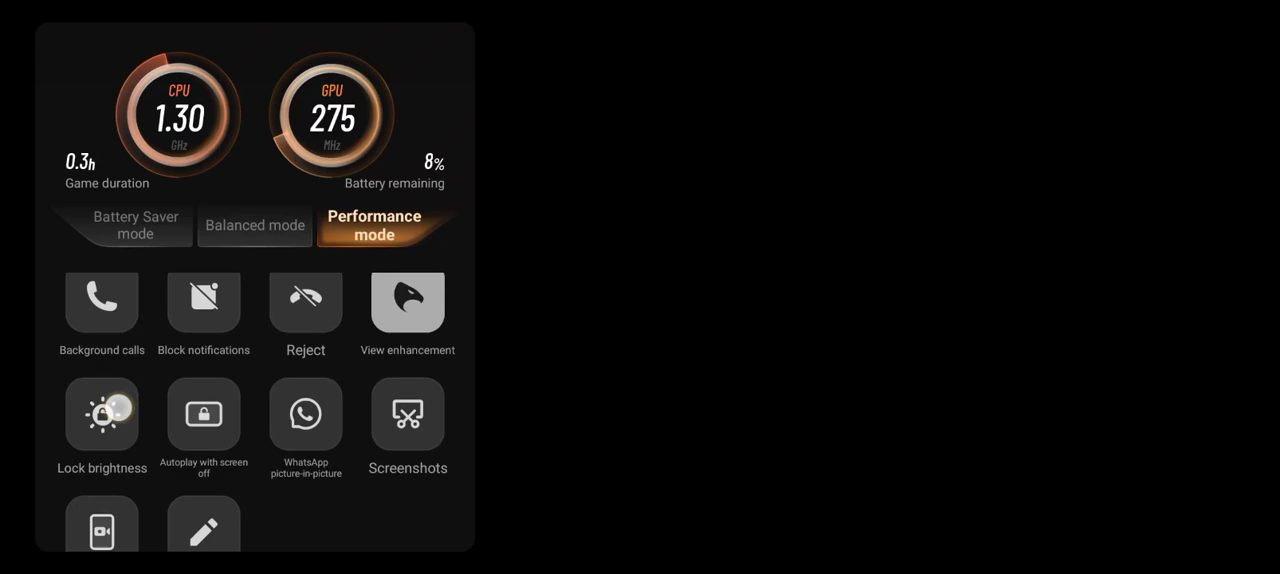 CPU
1.30
GHz
GPU
275
MHz
0.3h
Game duration
8%
Battery remaining
Battery Saver
mode
Balanced mode
Performance
mode
Background calls
Block notifications
Reject
View enhancement
Lock brightness
Autoplay with screen
off
WhatsApp
picture-in-picture
Screenshots